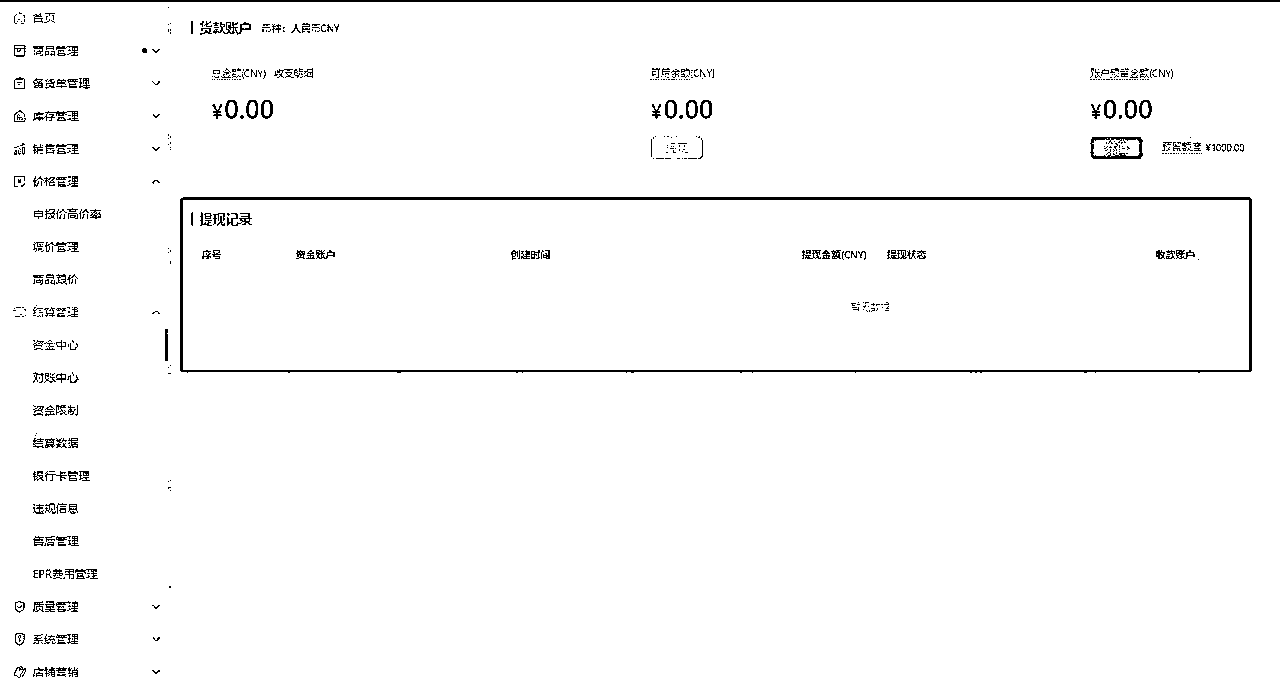 首页
商品管理
备货单管理
库存管理
销售管理
价格管理
申报价高价率
调价管理
商品竞价
结算管理
资金中心
对账中心
资金限制
结算数据
银行卡管理
违规信息
售后管理
EPR费用管理
质量管理
系统管理
店铺营销
货款账户 币种：人民币CNY
总金额(CNY) 收支明细
可用余额(CNY)
账户预留金额(CNY)
¥0.00
¥0.00
¥0.00
提现
预留额度 ¥1000.00
提现记录
序号 资金账户 创建时间 提现金额(CNY) 提现状态 收款账户
暂无数据